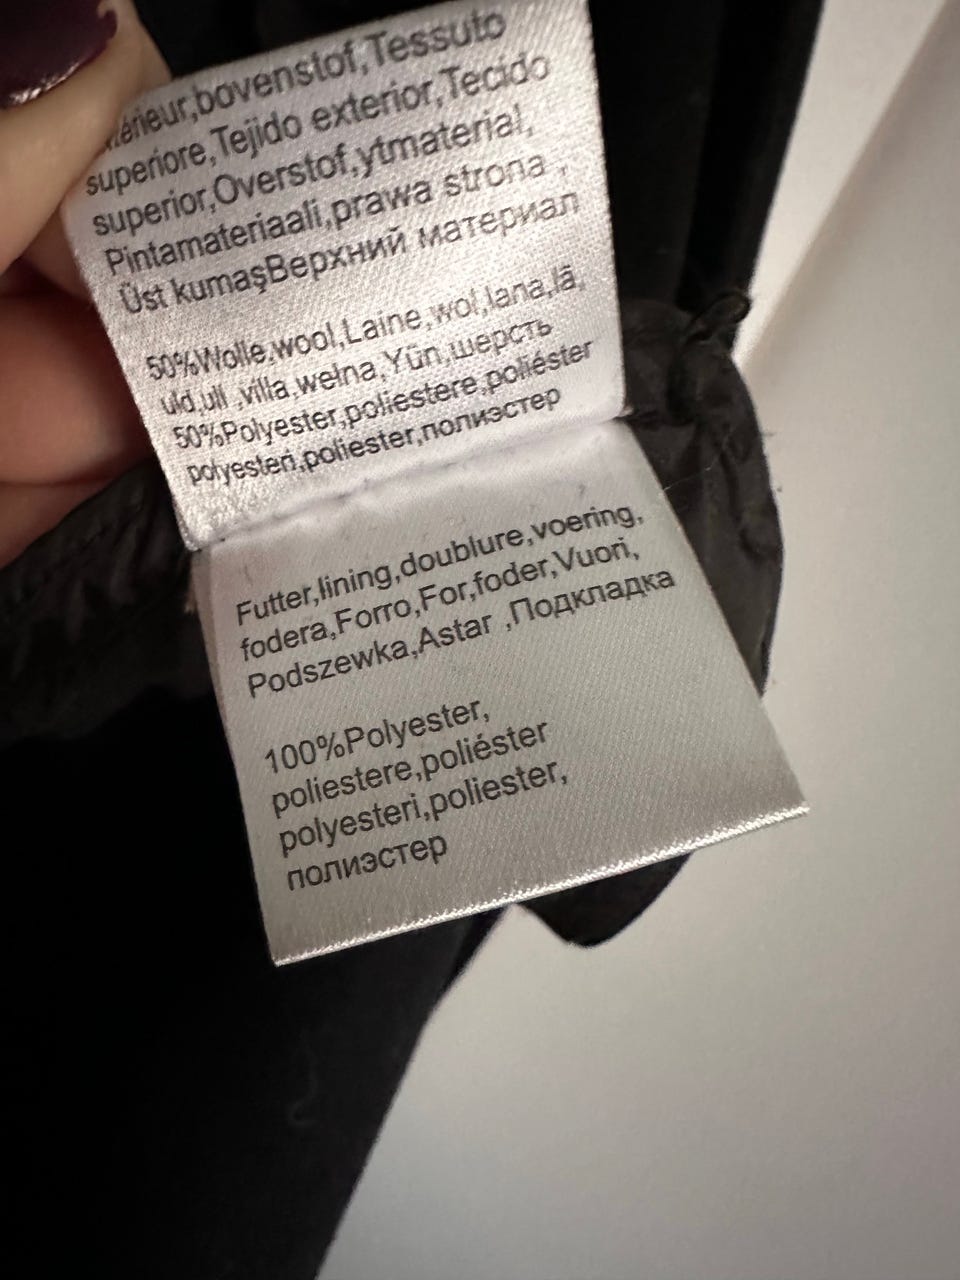 érieur,bovenstof,Tessuto
superiore,Tejido exterior,Tecido
superior,Overstof,ytmaterial,
Pintamateriaali,prawa strona ,
Üst kumaşВерхний материал
50%Wolle,wool,Laine,wol,lana,lã,
uld,ull ,villa,wełna,Yün,шерсть
50%Polyester,poliestere,poliéster
polyesteri,poliester,полиэстер
Futter,lining,doublure,voering,
fodera,Forro,For,foder,Vuori,
Podszewka,Astar ,Подкладка
100%Polyester,
poliestere,poliéster
polyesteri,poliester,
полиэстер